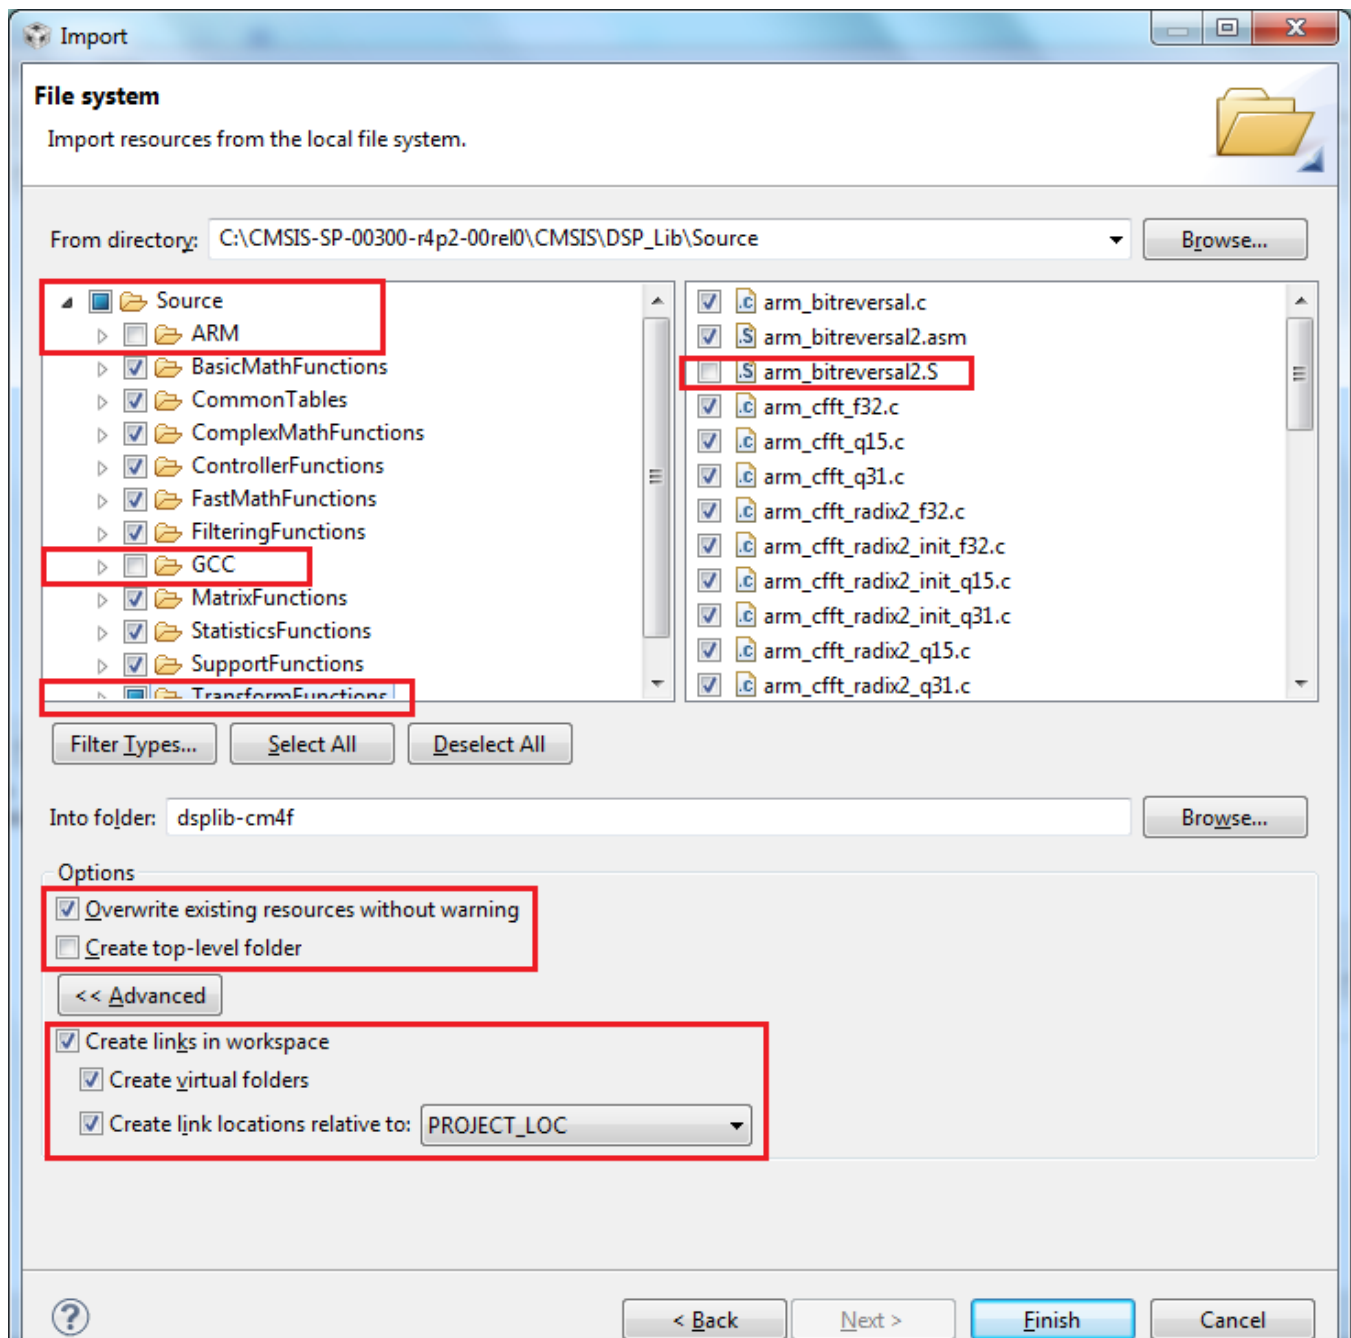 Import
File system
Import resources from the local file system.
From directory: C:\CMSIS-SP-00300-r4p2-00rel0\CMSIS\DSP_Lib\Source Browse...
Source
ARM
BasicMathFunctions
CommonTables
ComplexMathFunctions
ControllerFunctions
FastMathFunctions
FilteringFunctions
GCC
MatrixFunctions
StatisticsFunctions
SupportFunctions
TransformFunctions
arm_bitreversal.c
arm_bitreversal2.asm
arm_bitreversal2.S
arm_cfft_f32.c
arm_cfft_q15.c
arm_cfft_q31.c
arm_cfft_radix2_f32.c
arm_cfft_radix2_init_f32.c
arm_cfft_radix2_init_q15.c
arm_cfft_radix2_init_q31.c
arm_cfft_radix2_q15.c
arm_cfft_radix2_q31.c
Filter Types... Select All Deselect All
Into folder: dsplib-cm4f Browse...
Options
Overwrite existing resources without warning
Create top-level folder
<< Advanced
Create links in workspace
Create virtual folders
Create link locations relative to: PROJECT_LOC
? < Back Next > Finish Cancel